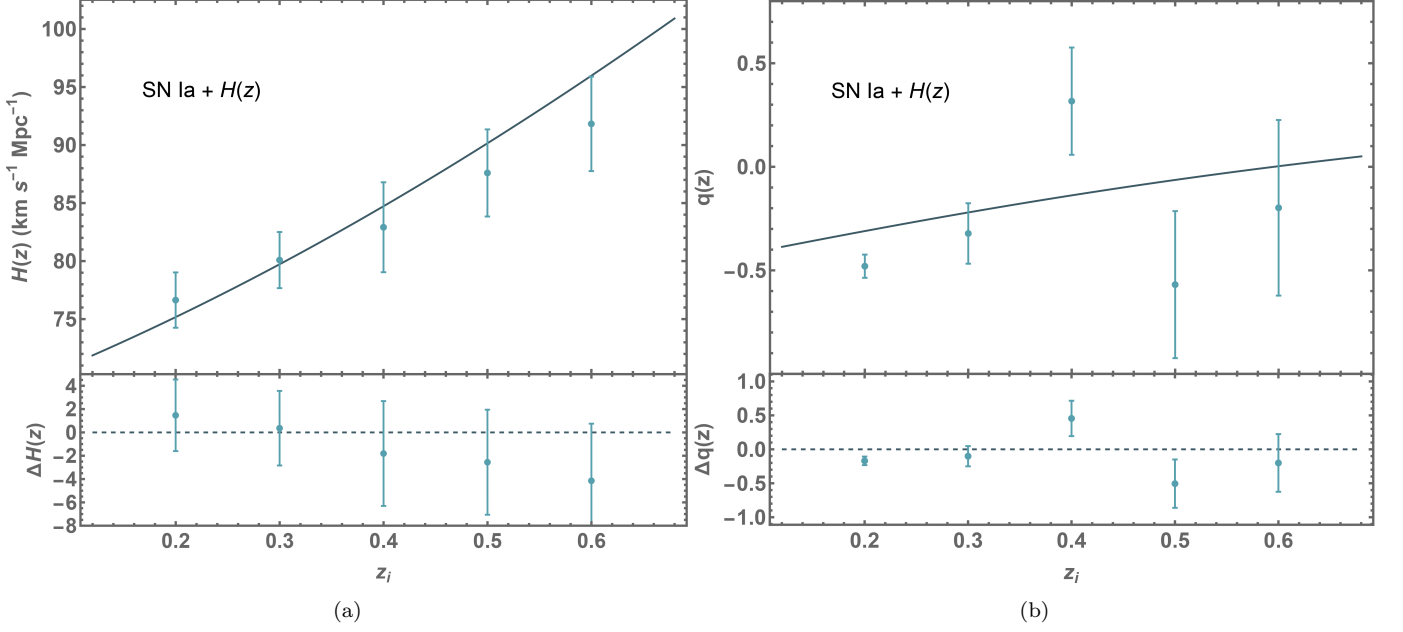 100
95
90
85
80
75
H(z) (km s⁻¹ Mpc⁻¹)
SN Ia + H(z)
4
2
0
−2
−4
−6
−8
ΔH(z)
0.2 0.3 0.4 0.5 0.6
zᵢ
(a)
0.5
0.0
−0.5
q(z)
SN Ia + H(z)
1.0
0.5
0.0
−0.5
−1.0
Δq(z)
0.2 0.3 0.4 0.5 0.6
zᵢ
(b)